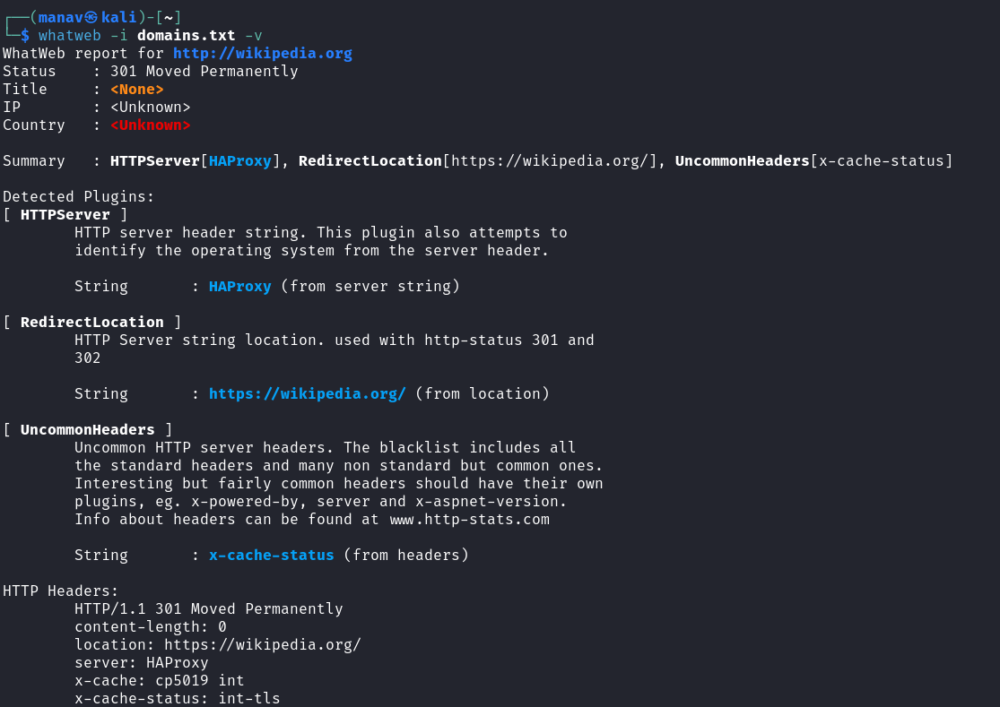 ┌──(manav㉿kali)-[~]
└─$ whatweb -i domains.txt -v
WhatWeb report for http://wikipedia.org
Status    : 301 Moved Permanently
Title     : <None>
IP        : <Unknown>
Country   : <Unknown>

Summary   : HTTPServer[HAProxy], RedirectLocation[https://wikipedia.org/], UncommonHeaders[x-cache-status]

Detected Plugins:
[ HTTPServer ]
        HTTP server header string. This plugin also attempts to
        identify the operating system from the server header.

        String       : HAProxy (from server string)

[ RedirectLocation ]
        HTTP Server string location. used with http-status 301 and
        302

        String       : https://wikipedia.org/ (from location)

[ UncommonHeaders ]
        Uncommon HTTP server headers. The blacklist includes all
        the standard headers and many non standard but common ones.
        Interesting but fairly common headers should have their own
        plugins, eg. x-powered-by, server and x-aspnet-version.
        Info about headers can be found at www.http-stats.com

        String       : x-cache-status (from headers)

HTTP Headers:
        HTTP/1.1 301 Moved Permanently
        content-length: 0
        location: https://wikipedia.org/
        server: HAProxy
        x-cache: cp5019 int
        x-cache-status: int-tls